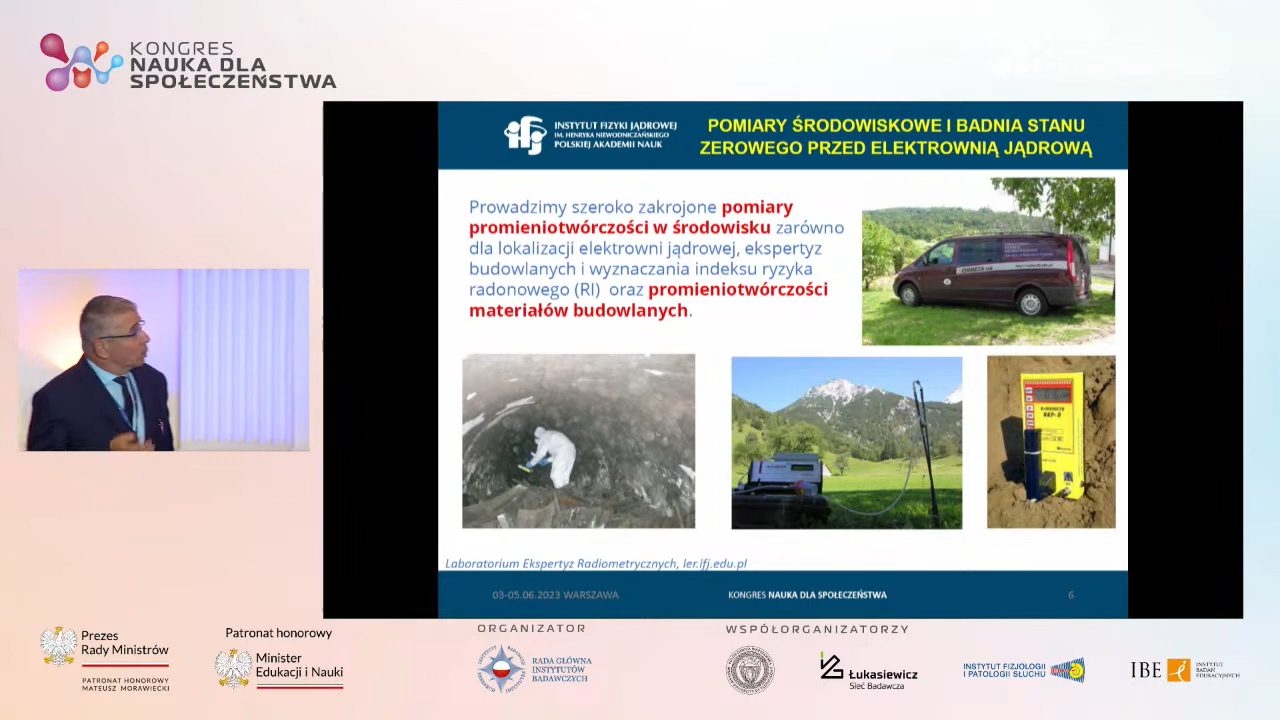 KONGRES
NAUKA DLA
SPOŁECZEŃSTWA
ifj
INSTYTUT FIZYKI JĄDROWEJ
IM. HENRYKA NIEWODNICZAŃSKIEGO
POLSKIEJ AKADEMII NAUK
POMIARY ŚRODOWISKOWE I BADNIA STANU
ZEROWEGO PRZED ELEKTROWNIĄ JĄDROWĄ
Prowadzimy szeroko zakrojone pomiary
promieniotwórczości w środowisku zarówno
dla lokalizacji elektrowni jądrowej, ekspertyz
budowlanych i wyznaczania indeksu ryzyka
radonowego (RI) oraz promieniotwórczości
materiałów budowlanych.
Laboratorium Ekspertyz Radiometrycznych, ler.ifj.edu.pl
03-05.06.2023 WARSZAWA
KONGRES NAUKA DLA SPOŁECZEŃSTWA
6
Prezes
Rady Ministrów
PATRONAT HONOROWY
MATEUSZ MORAWIECKI
Patronat honorowy
Minister
Edukacji i Nauki
ORGANIZATOR
RADA GŁÓWNA
INSTYTUTÓW
BADAWCZYCH
WSPÓŁORGANIZATORZY
Łukasiewicz
Sieć Badawcza
INSTYTUT FIZJOLOGII
I PATOLOGII SŁUCHU
IBE
INSTYTUT
BADAŃ
EDUKACYJNYCH